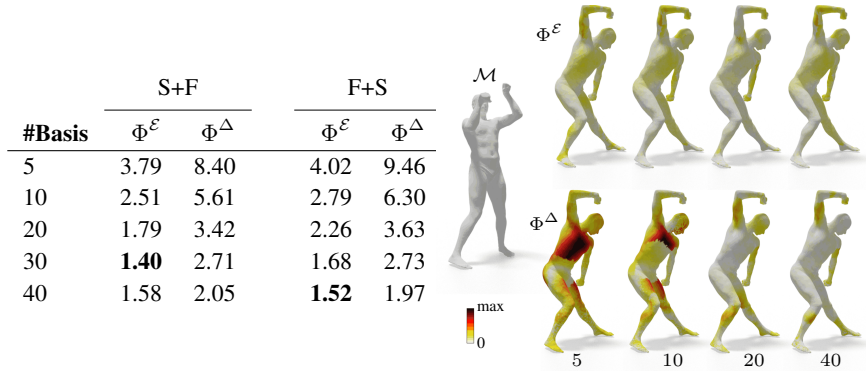 S+F F+S
#Basis Φ^ℰ Φ^Δ Φ^ℰ Φ^Δ
5 3.79 8.40 4.02 9.46
10 2.51 5.61 2.79 6.30
20 1.79 3.42 2.26 3.63
30 1.40 2.71 1.68 2.73
40 1.58 2.05 1.52 1.97
ℳ
Φ^ℰ
Φ^Δ
max
0
5 10 20 40